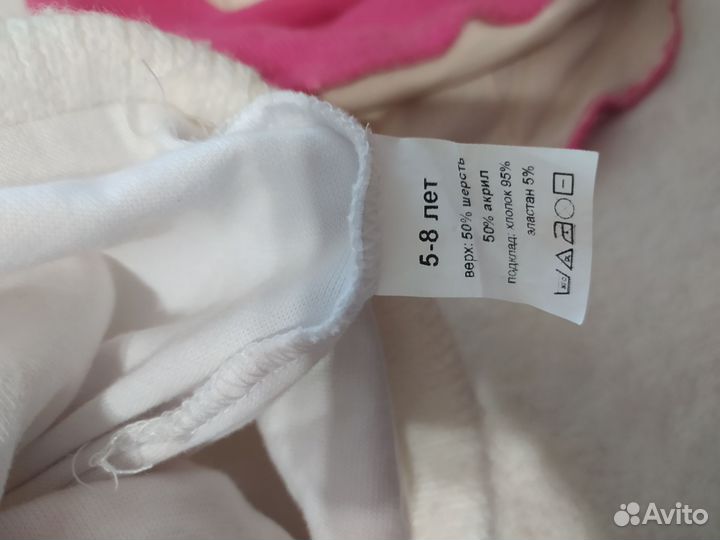 5-8 лет
верх: 50% шерсть
50% акрил
подклад: хлопок 95%
эластан 5%
Avito